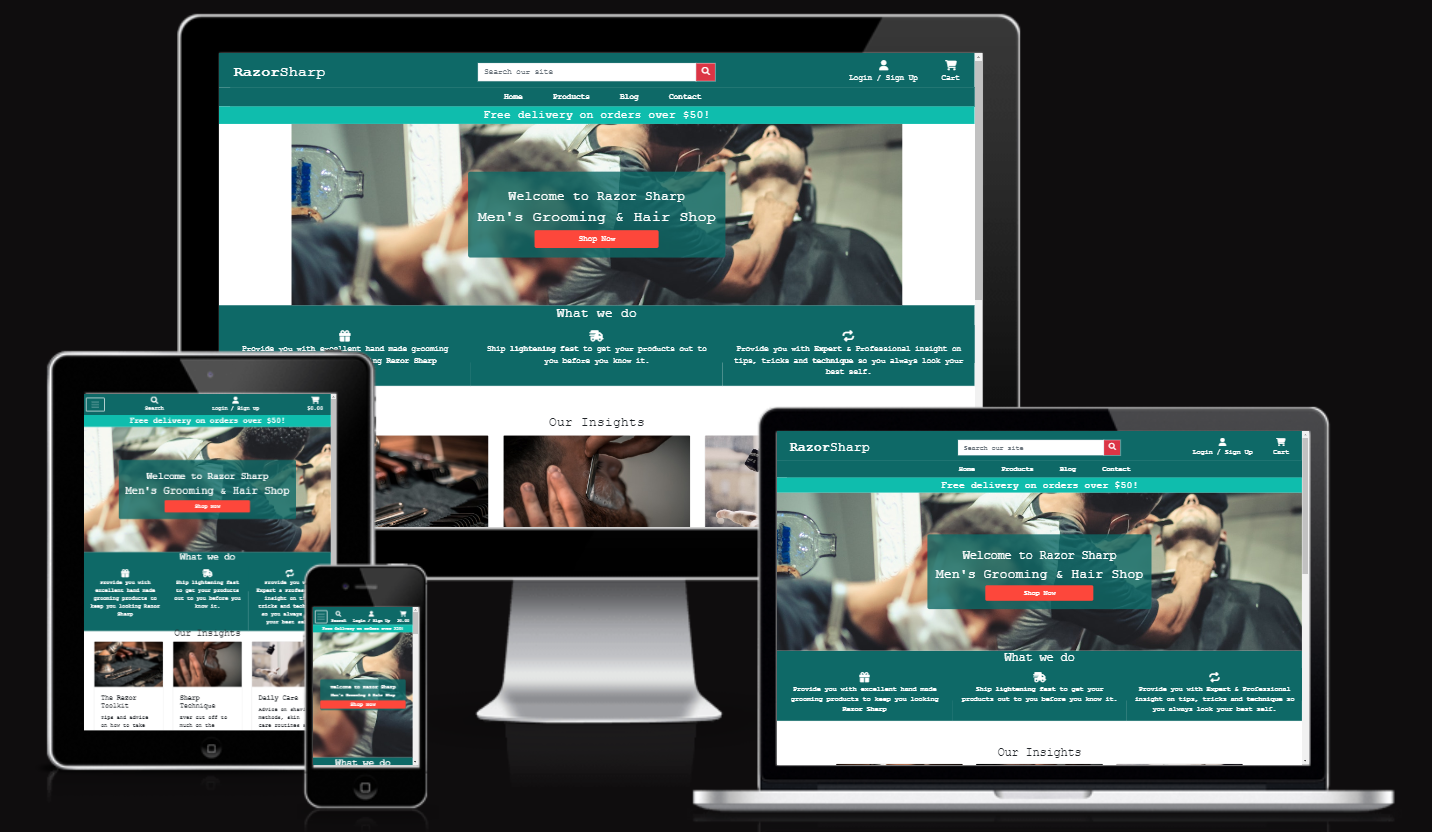 RazorSharp
Search our site
Login / Sign Up
Cart
Home
Products
Blog
Contact
Free delivery on orders over $50!
Welcome to Razor Sharp
Men's Grooming & Hair Shop
Shop Now
What we do
Provide you with excellent hand made grooming
ng Razor Sharp
Ship lightening fast to get your products out to
you before you know it.
Provide you with Expert & Professional insight on
tips, tricks and technique so you always look your
best self.
Our Insights
Search
Login / Sign Up
$0.00
Free delivery on orders over $50!
Welcome to Razor Sharp
Men's Grooming & Hair Shop
Shop now
What we do
Provide you with
excellent hand made
grooming products to
keep you looking Razor
Sharp
Ship lightening fast
to get your products
out to you before you
know it.
Provide you
Expert & Profes
insight on t
tricks and tech
so you always
your best se
Our Insights
The Razor
Toolkit
Tips and advice
on how to take
Sharp
Technique
Ever cut off to
much on the
Daily Care
Advice on shav
methods, skin
care routines
Search
Login / Sign Up
$0.00
Free delivery on orders over $50!
Welcome to Razor Sharp
Men's Grooming & Hair Shop
Shop now
What we do
RazorSharp
Search our site
Login / Sign Up
Cart
Home
Products
Blog
Contact
Free delivery on orders over $50!
Welcome to Razor Sharp
Men's Grooming & Hair Shop
Shop Now
What we do
Provide you with excellent hand made
grooming products to keep you looking
Razor Sharp
Ship lightening fast to get your
products out to you before you know it.
Provide you with Expert & Professional
insight on tips, tricks and technique so
you always look your best self.
Our Insights